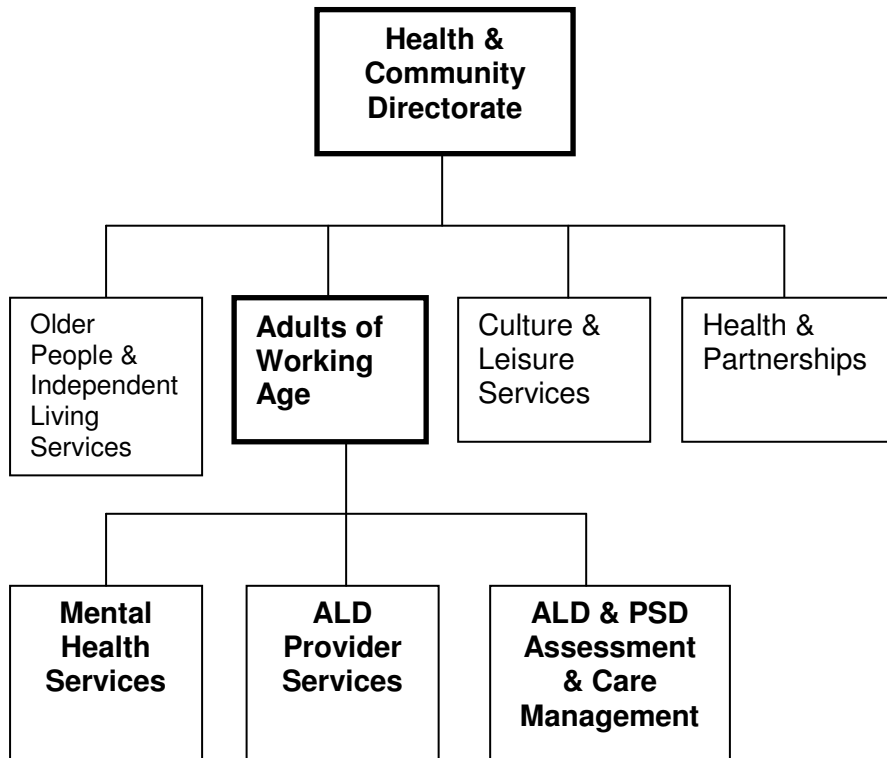 Health &
Community
Directorate
Older
People &
Independent
Living
Services
Adults of
Working
Age
Culture &
Leisure
Services
Health &
Partnerships
Mental
Health
Services
ALD
Provider
Services
ALD & PSD
Assessment
& Care
Management